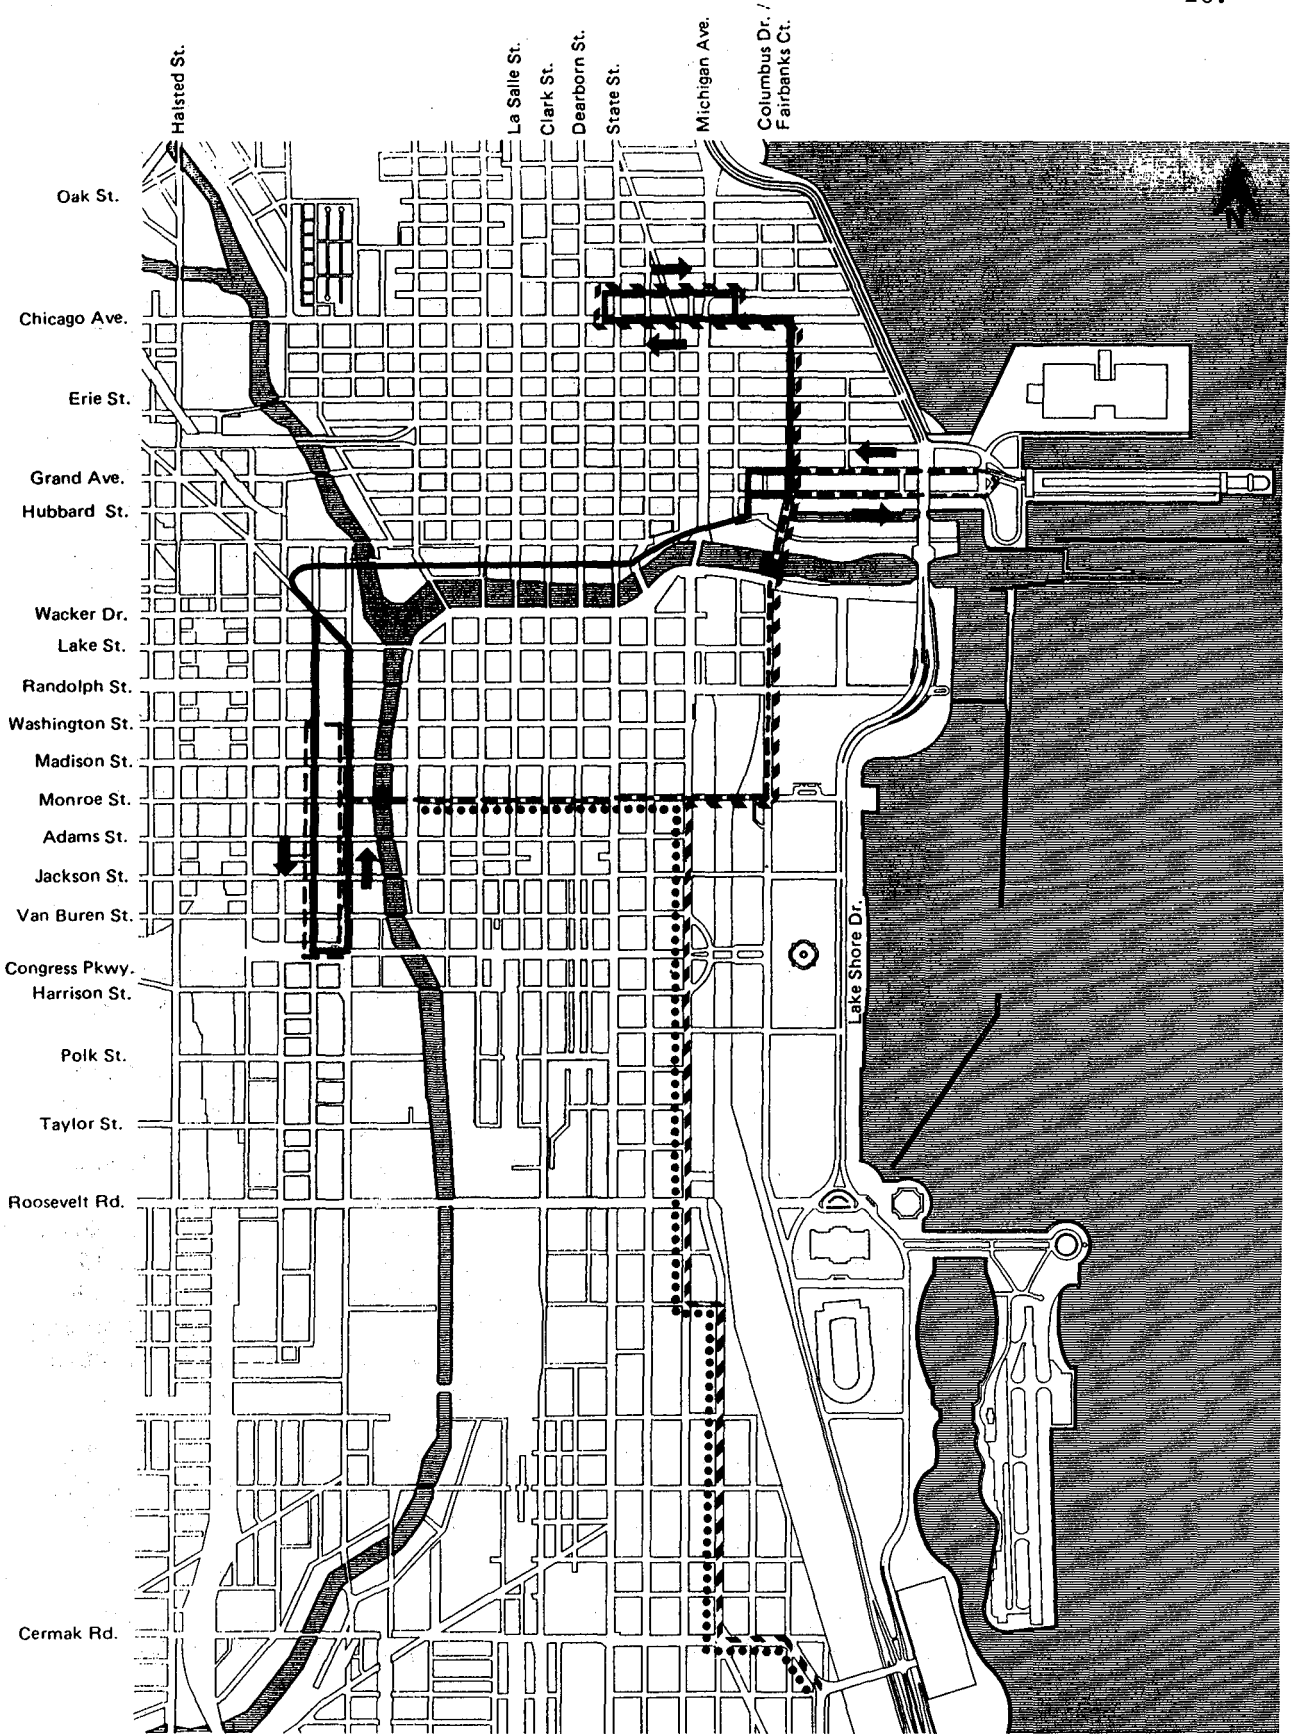 Halsted St.
La Salle St.
Clark St.
Dearborn St.
State St.
Michigan Ave.
Columbus Dr. /
Fairbanks Ct.
Oak St.
N
Chicago Ave.
Erie St.
Grand Ave.
Hubbard St.
Wacker Dr.
Lake St.
Randolph St.
Washington St.
Madison St.
Monroe St.
Adams St.
Jackson St.
Van Buren St.
Congress Pkwy.
Harrison St.
Lake Shore Dr.
Polk St.
Taylor St.
Roosevelt Rd.
Cermak Rd.